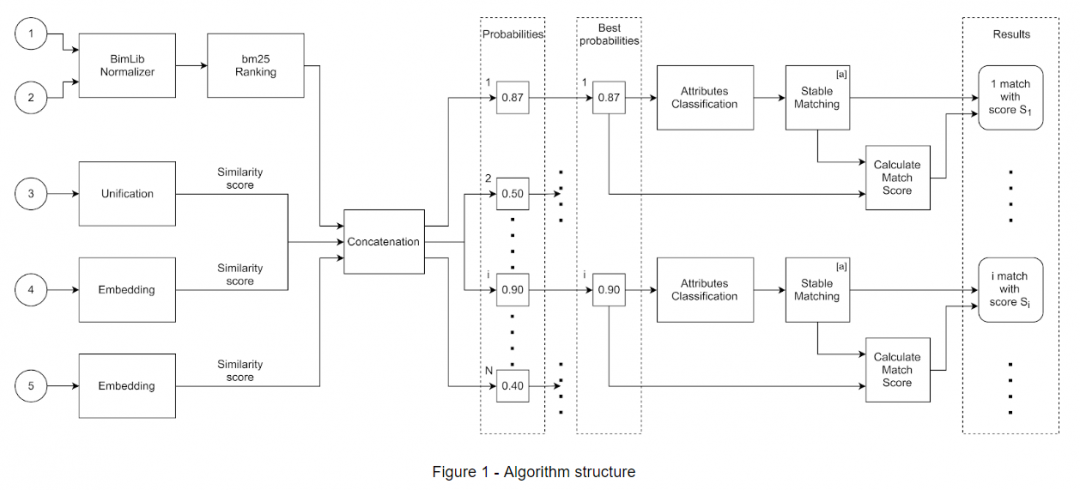 1
2
BimLib
Normalizer
bm25
Ranking
3
Unification
Similarity
score
4
Embedding
Similarity
score
5
Embedding
Similarity
score
Concatenation
Probabilities
1
0.87
2
0.50
i
0.90
N
0.40
Best
probabilities
1
0.87
i
0.90
Attributes
Classification
[a]
Stable
Matching
Calculate
Match
Score
Attributes
Classification
[a]
Stable
Matching
Calculate
Match
Score
Results
1 match
with
score S1
i match
with
score Si
Figure 1 - Algorithm structure